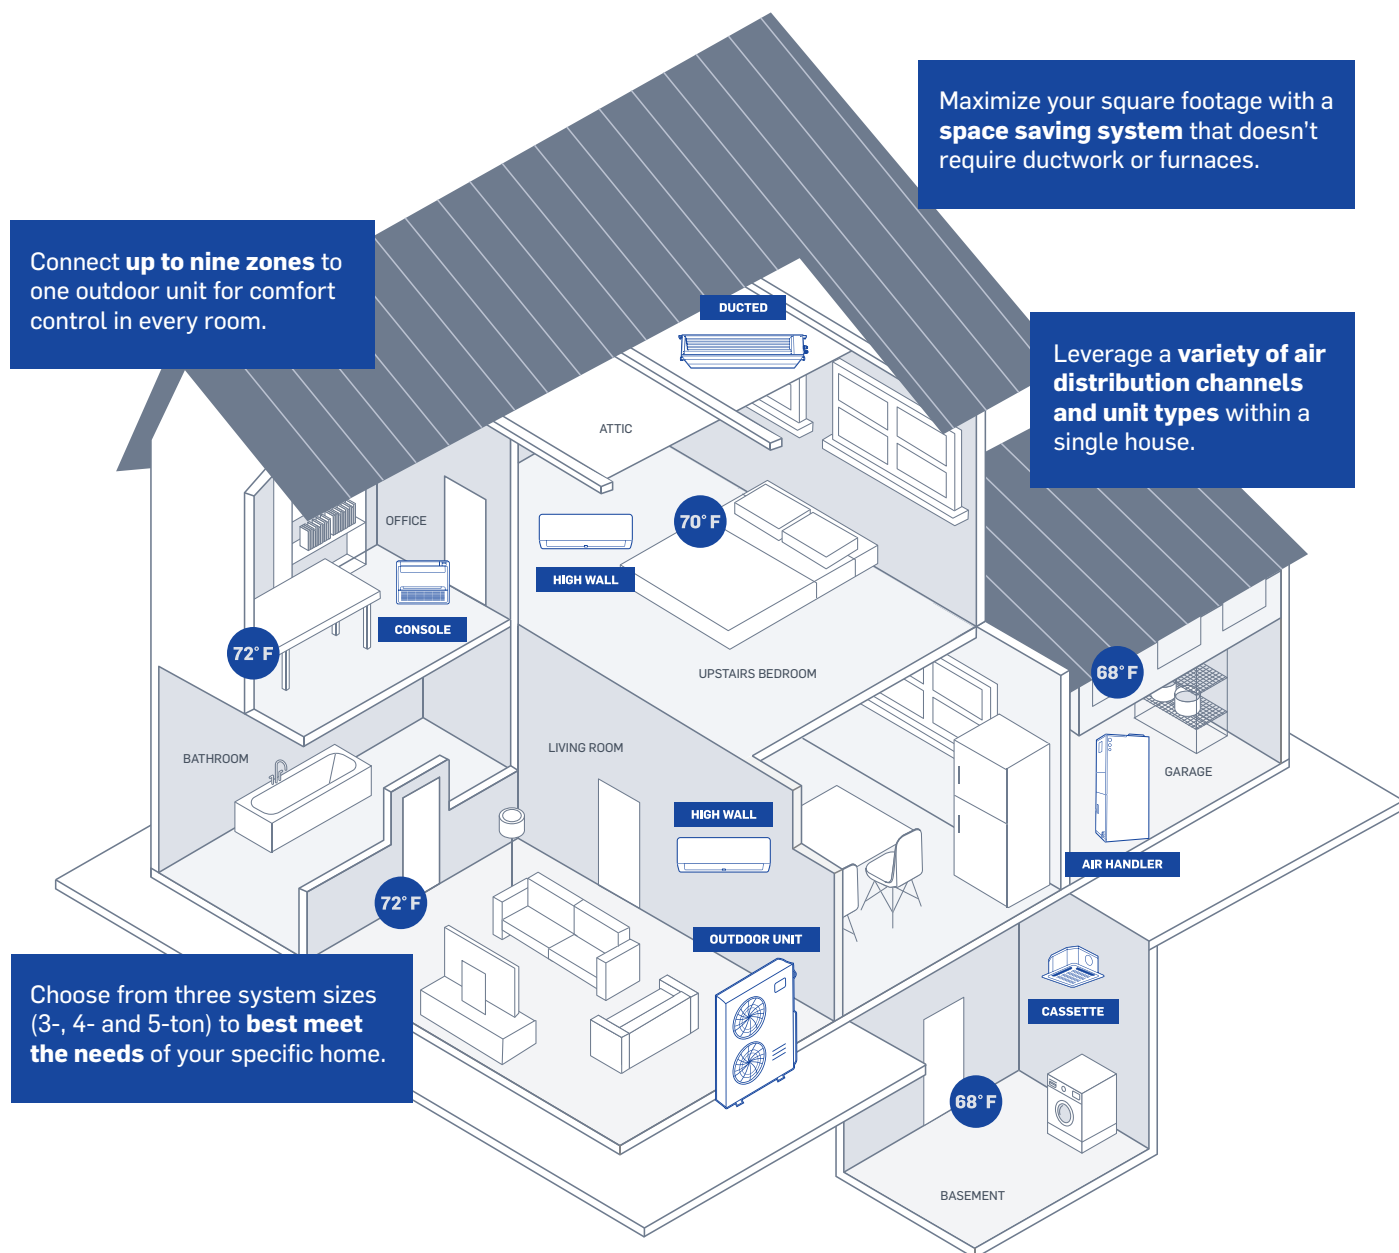 Maximize your square footage with a
space saving system that doesn't
require ductwork or furnaces.
Connect up to nine zones to
one outdoor unit for comfort
control in every room.
DUCTED
Leverage a variety of air
distribution channels
and unit types within a
single house.
ATTIC
OFFICE
70° F
HIGH WALL
CONSOLE
72° F
UPSTAIRS BEDROOM
68° F
LIVING ROOM
BATHROOM
GARAGE
HIGH WALL
AIR HANDLER
72° F
OUTDOOR UNIT
Choose from three system sizes
(3-, 4- and 5-ton) to best meet
the needs of your specific home.
CASSETTE
68° F
BASEMENT